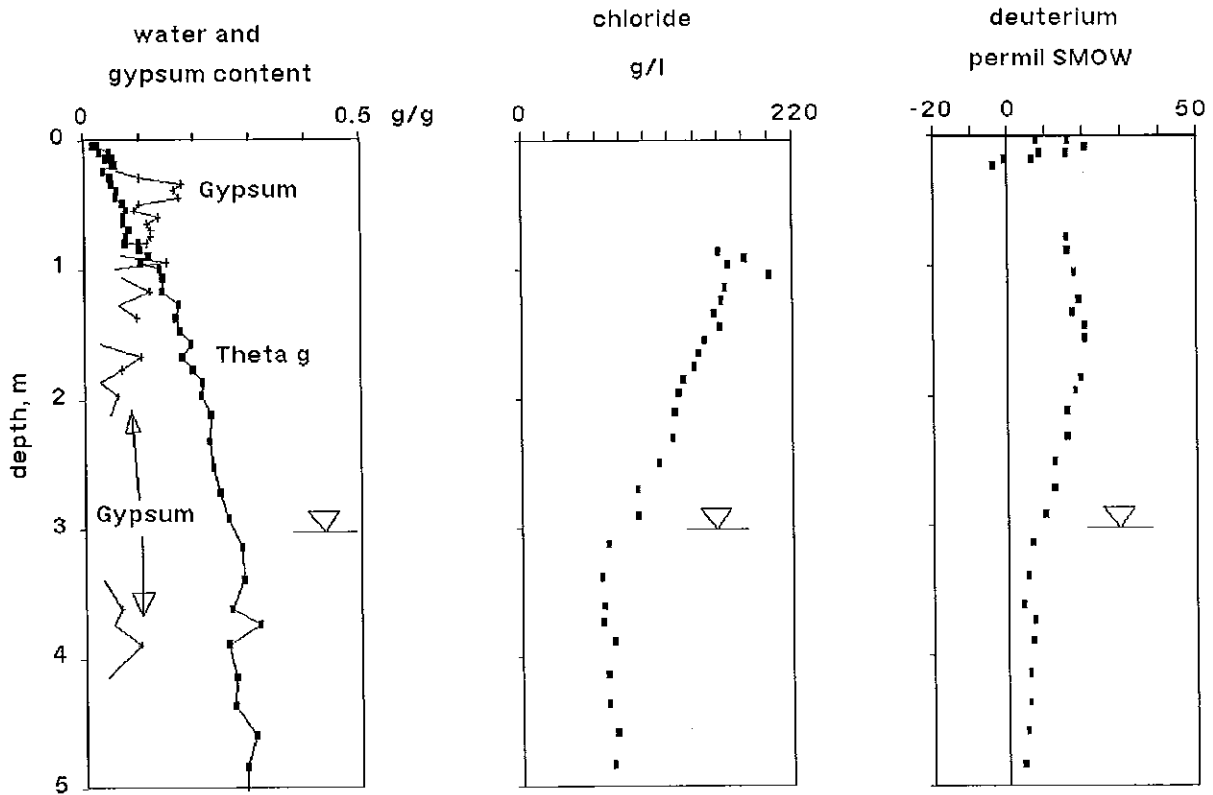 water and
gypsum content
0 0.5 g/g
chloride
g/l
0 220
deuterium
permil SMOW
-20 0 50
0
1
2
3
4
5
depth, m
Gypsum
Theta g
Gypsum